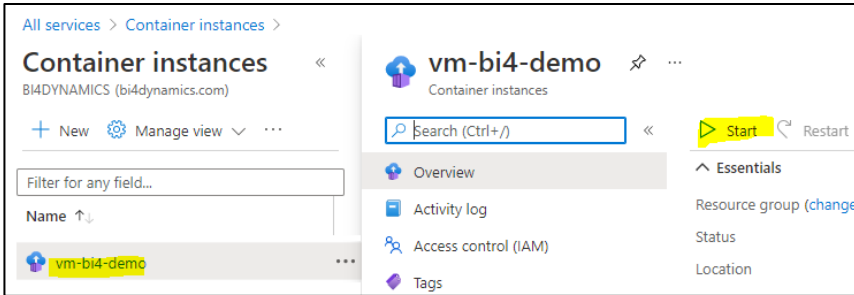 All services > Container instances >
Container instances «
BI4DYNAMICS (bi4dynamics.com)
+ New Manage view ...
Filter for any field...
Name ↑↓
vm-bi4-demo ...
vm-bi4-demo ...
Container instances
Search (Ctrl+/) «
Overview
Activity log
Access control (IAM)
Tags
Start Restart
Essentials
Resource group (change
Status
Location